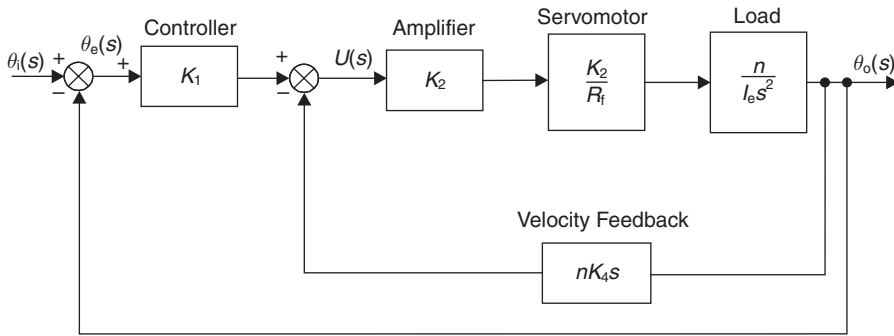 Controller
Amplifier
Servomotor
Load
θi(s)
+
−
θe(s)
+
K1
+
−
U(s)
K2
K2
Rf
n
Ies²
θo(s)
Velocity Feedback
nK4s